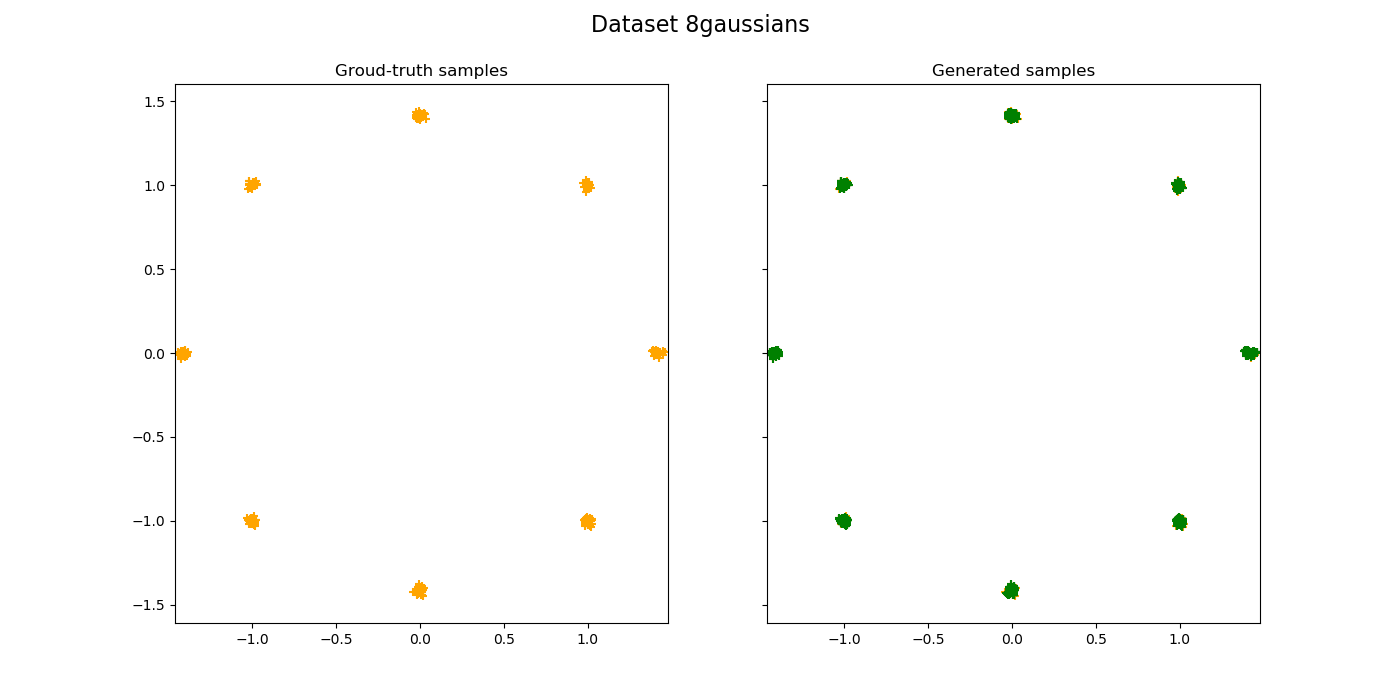 Dataset 8gaussians
Groud-truth samples
Generated samples
1.5
1.0
0.5
0.0
−0.5
−1.0
−1.5
−1.0 −0.5 0.0 0.5 1.0
−1.0 −0.5 0.0 0.5 1.0